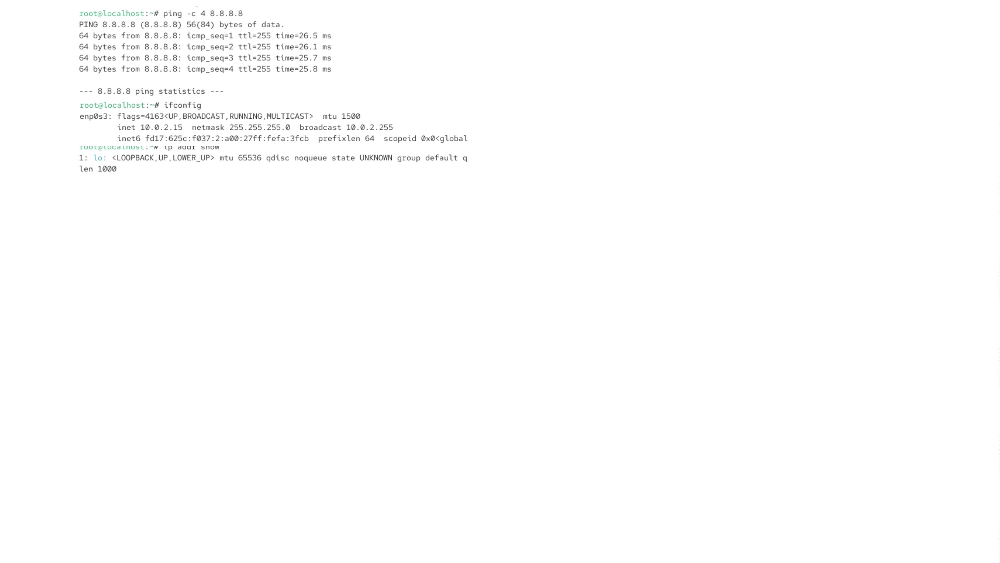 root@localhost:~# ping -c 4 8.8.8.8
PING 8.8.8.8 (8.8.8.8) 56(84) bytes of data.
64 bytes from 8.8.8.8: icmp_seq=1 ttl=255 time=26.5 ms
64 bytes from 8.8.8.8: icmp_seq=2 ttl=255 time=26.1 ms
64 bytes from 8.8.8.8: icmp_seq=3 ttl=255 time=25.7 ms
64 bytes from 8.8.8.8: icmp_seq=4 ttl=255 time=25.8 ms
--- 8.8.8.8 ping statistics ---
root@localhost:~# ifconfig
enp0s3: flags=4163<UP,BROADCAST,RUNNING,MULTICAST>  mtu 1500
inet 10.0.2.15  netmask 255.255.255.0  broadcast 10.0.2.255
inet6 fd17:625c:f037:2:a00:27ff:fefa:3fcb  prefixlen 64  scopeid 0x0<global
root@localhost:~# ip addr show
1: lo: <LOOPBACK,UP,LOWER_UP> mtu 65536 qdisc noqueue state UNKNOWN group default q
len 1000